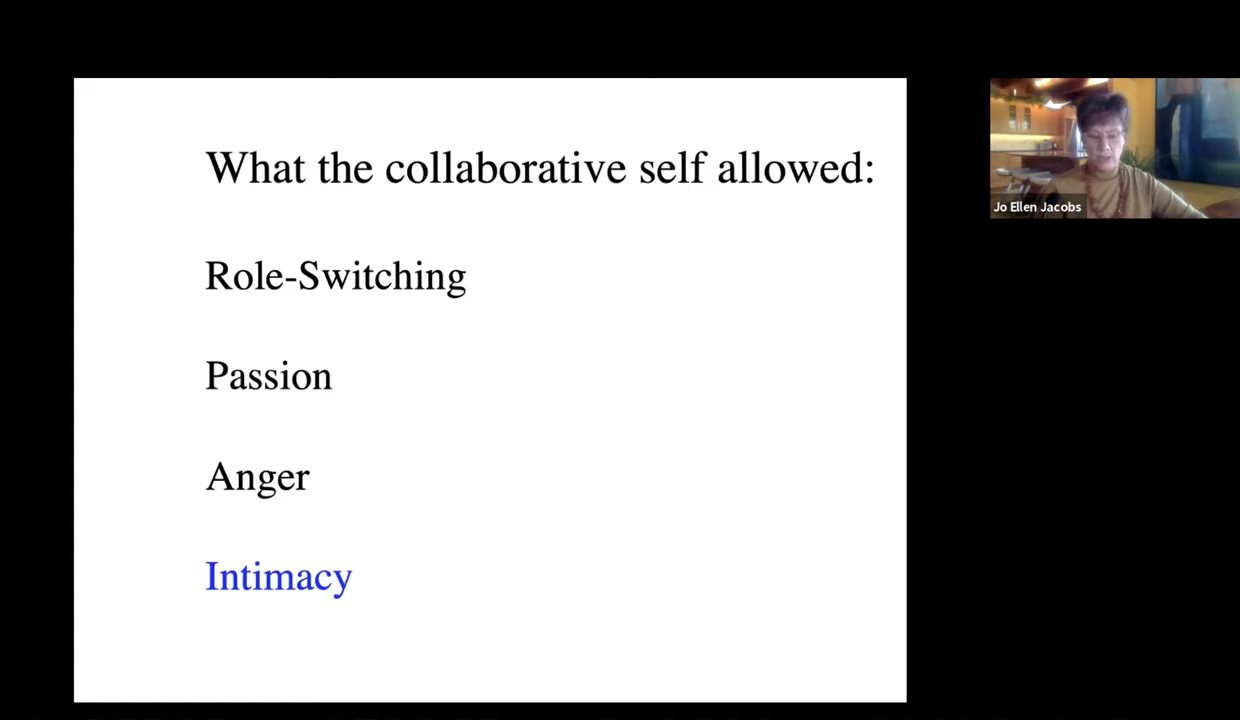 What the collaborative self allowed:
Role-Switching
Passion
Anger
Intimacy
Jo Ellen Jacobs